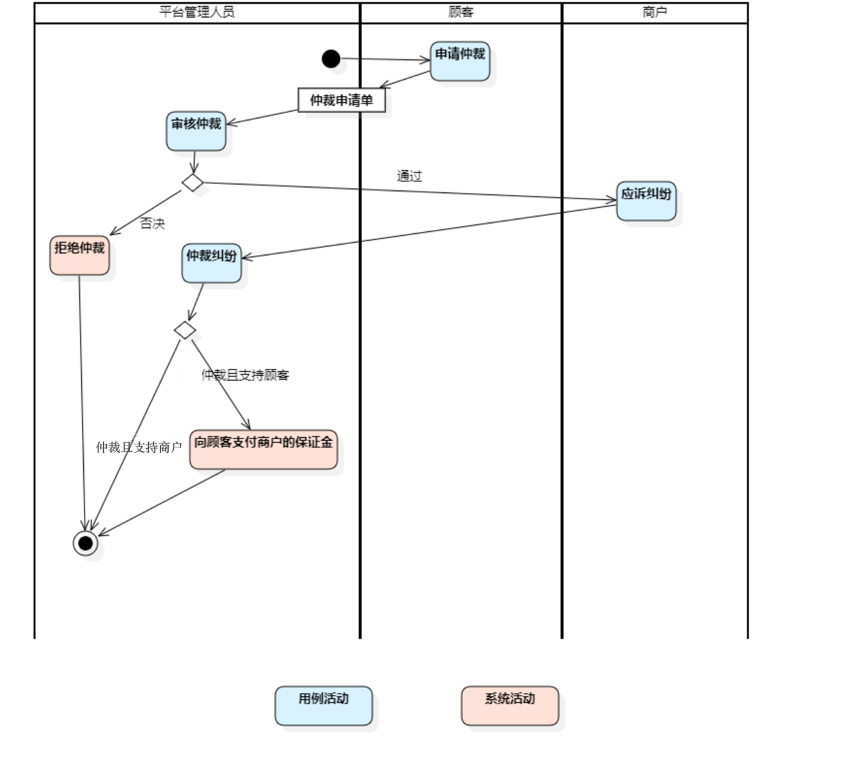 平台管理人员
顾客
商户
申请仲裁
仲裁申请单
审核仲裁
通过
应诉纠纷
否决
拒绝仲裁
仲裁纠纷
仲裁且支持顾客
向顾客支付商户的保证金
仲裁且支持商户
用例活动
系统活动